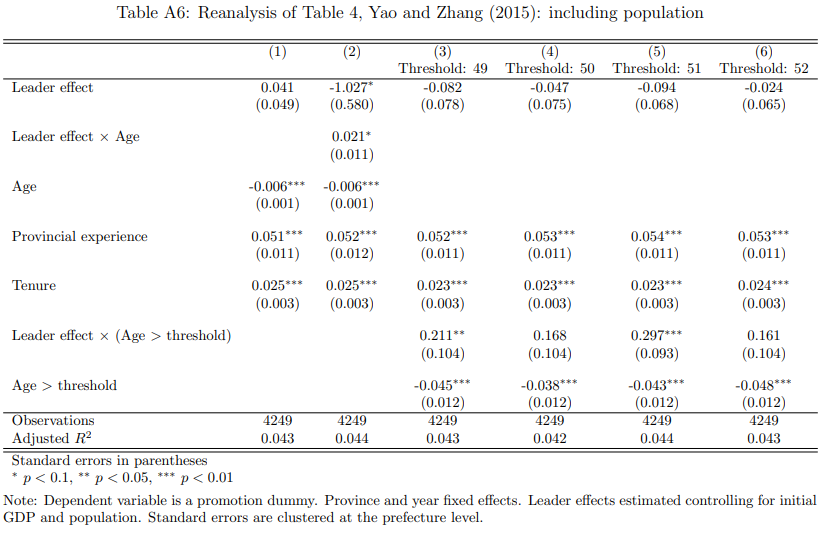 Table A6: Reanalysis of Table 4, Yao and Zhang (2015): including population
(1) (2) (3) (4) (5) (6)
Threshold: 49 Threshold: 50 Threshold: 51 Threshold: 52
Leader effect 0.041 -1.027* -0.082 -0.047 -0.094 -0.024
(0.049) (0.580) (0.078) (0.075) (0.068) (0.065)
Leader effect × Age 0.021*
(0.011)
Age -0.006*** -0.006***
(0.001) (0.001)
Provincial experience 0.051*** 0.052*** 0.052*** 0.053*** 0.054*** 0.053***
(0.011) (0.012) (0.011) (0.011) (0.011) (0.011)
Tenure 0.025*** 0.025*** 0.023*** 0.023*** 0.023*** 0.024***
(0.003) (0.003) (0.003) (0.003) (0.003) (0.003)
Leader effect × (Age > threshold) 0.211** 0.168 0.297*** 0.161
(0.104) (0.104) (0.093) (0.104)
Age > threshold -0.045*** -0.038*** -0.043*** -0.048***
(0.012) (0.012) (0.012) (0.012)
Observations 4249 4249 4249 4249 4249 4249
Adjusted R² 0.043 0.044 0.043 0.042 0.044 0.043
Standard errors in parentheses
* p < 0.1, ** p < 0.05, *** p < 0.01
Note: Dependent variable is a promotion dummy. Province and year fixed effects. Leader effects estimated controlling for initial
GDP and population. Standard errors are clustered at the prefecture level.